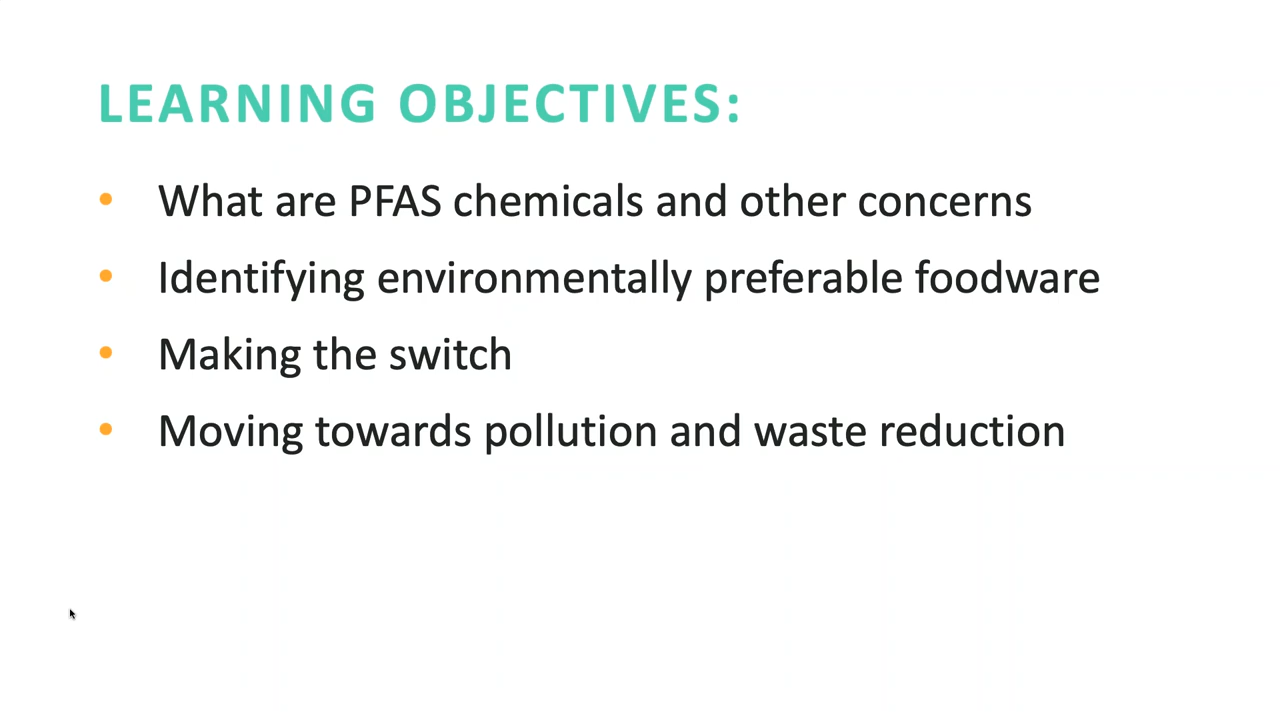 LEARNING OBJECTIVES:
• What are PFAS chemicals and other concerns
• Identifying environmentally preferable foodware
• Making the switch
• Moving towards pollution and waste reduction